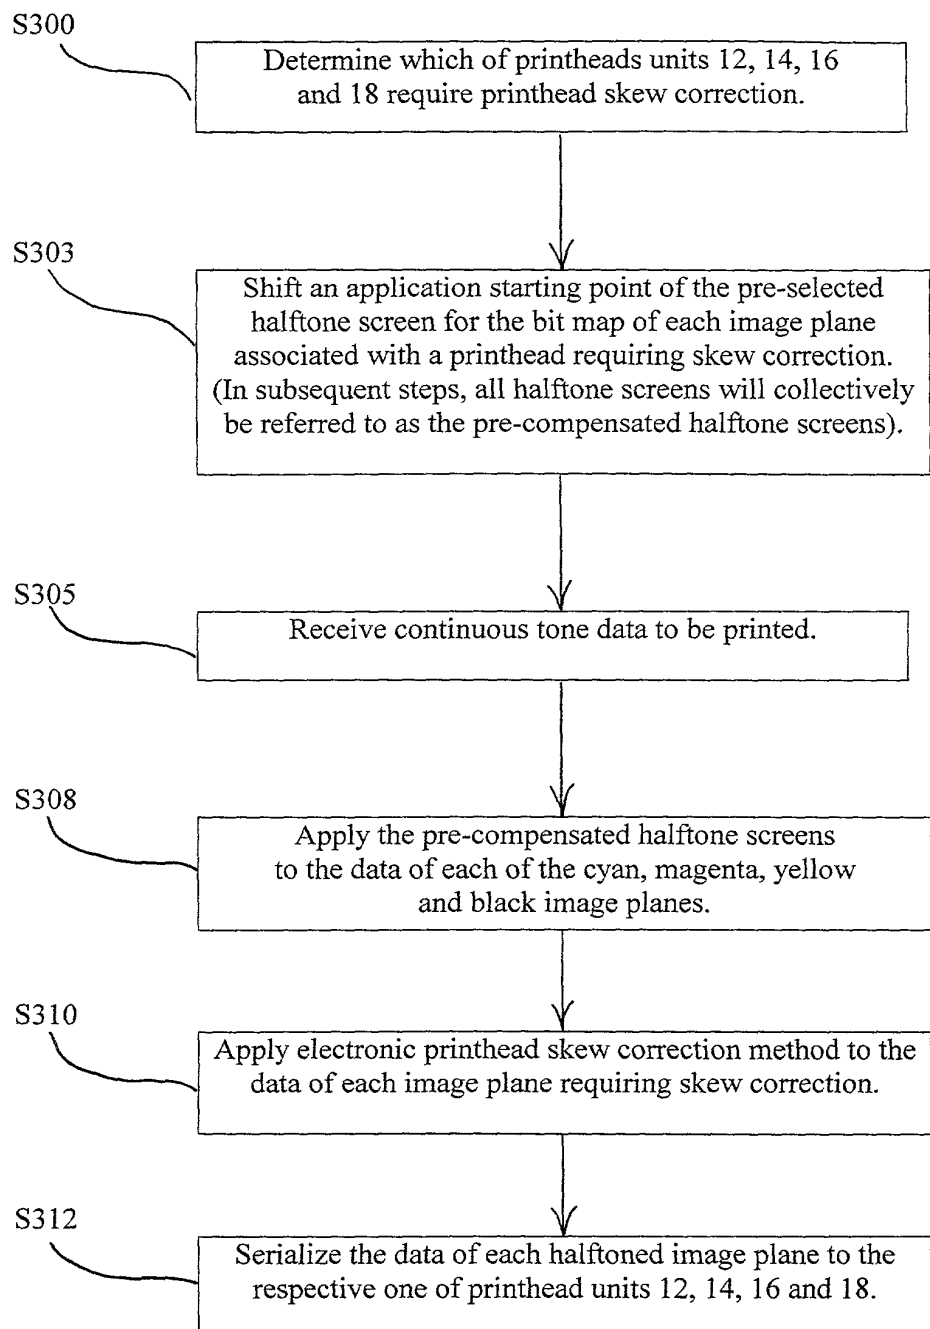 S300
Determine which of printheads units 12, 14, 16
and 18 require printhead skew correction.
S303
Shift an application starting point of the pre-selected
halftone screen for the bit map of each image plane
associated with a printhead requiring skew correction.
(In subsequent steps, all halftone screens will collectively
be referred to as the pre-compensated halftone screens).
S305
Receive continuous tone data to be printed.
S308
Apply the pre-compensated halftone screens
to the data of each of the cyan, magenta, yellow
and black image planes.
S310
Apply electronic printhead skew correction method to the
data of each image plane requiring skew correction.
S312
Serialize the data of each halftoned image plane to the
respective one of printhead units 12, 14, 16 and 18.